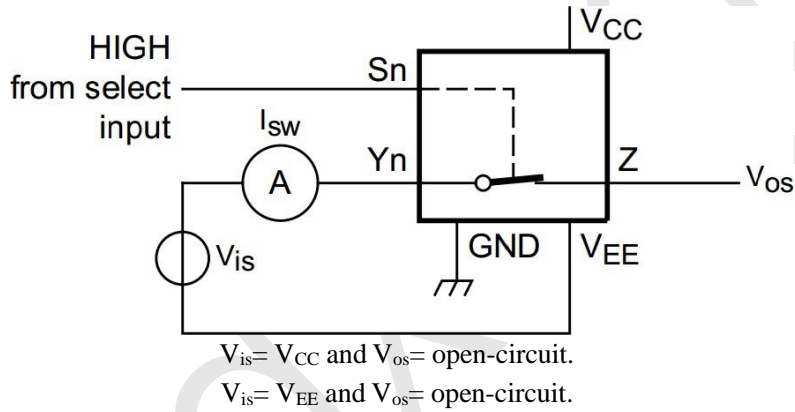 VCC
HIGH
from select
input
Sn
Isw
A
Yn
Z
Vos
Vis
GND
VEE
Vis= VCC and Vos= open-circuit.
Vis= VEE and Vos= open-circuit.